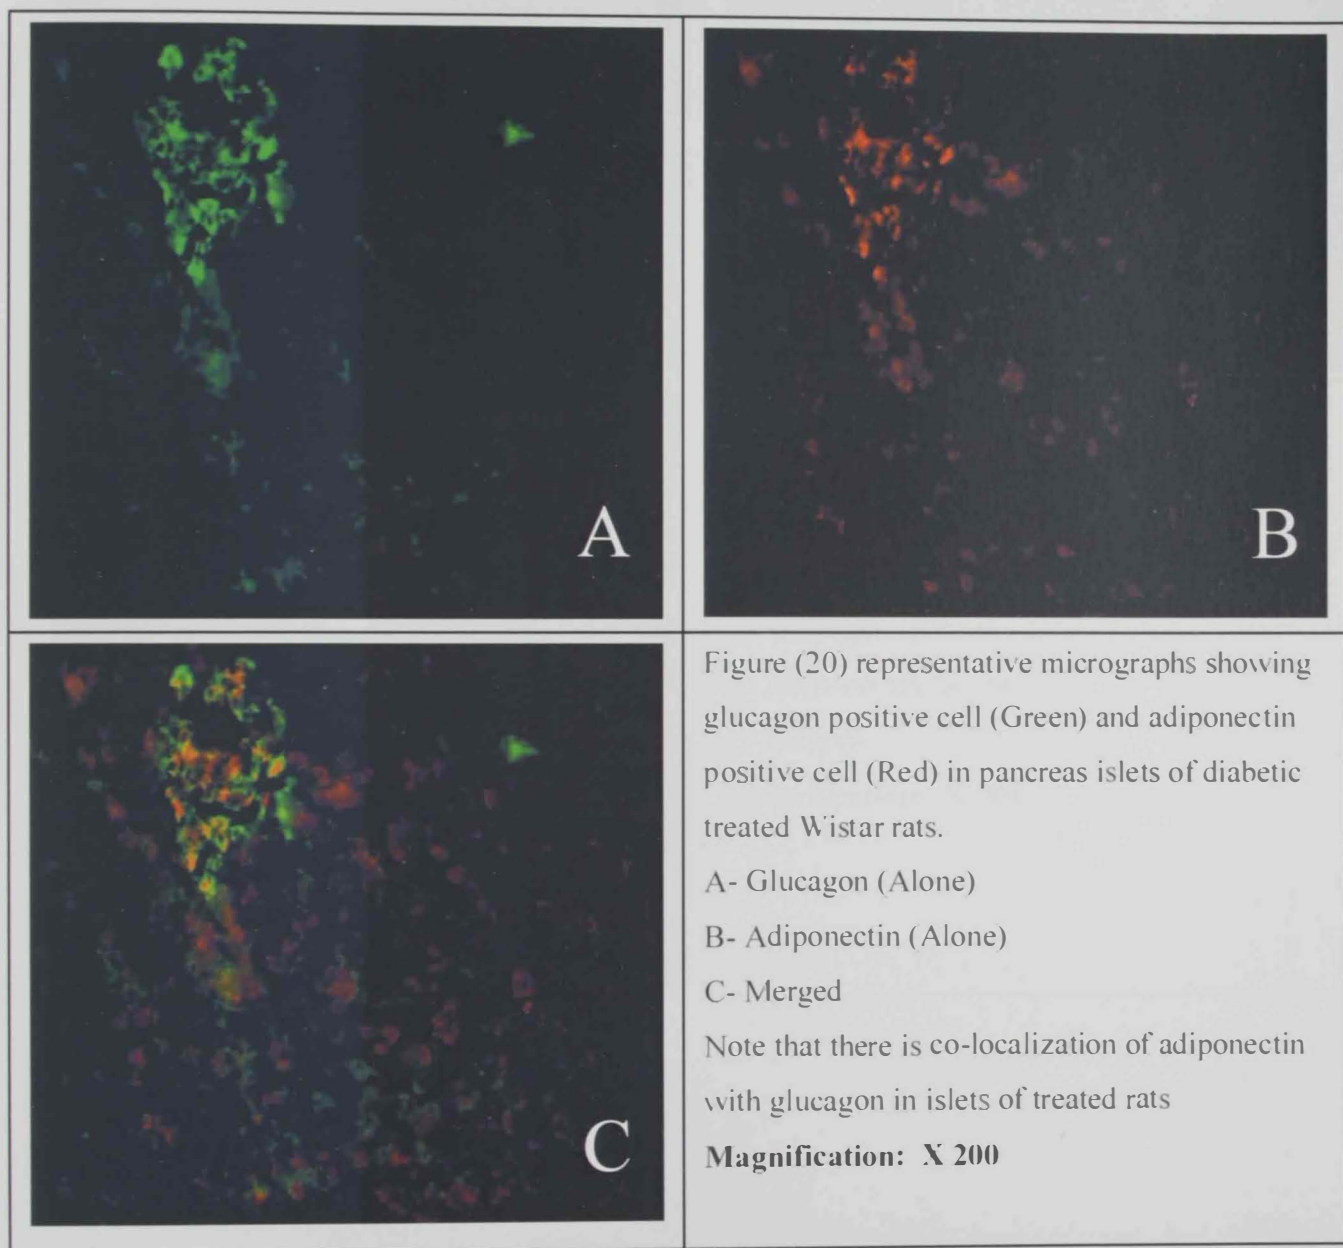 A
B
C
Figure (20) representative micrographs showing
glucagon positive cell (Green) and adiponectin
positive cell (Red) in pancreas islets of diabetic
treated Wistar rats.
A- Glucagon (Alone)
B- Adiponectin (Alone)
C- Merged
Note that there is co-localization of adiponectin
with glucagon in islets of treated rats
Magnification: X 200